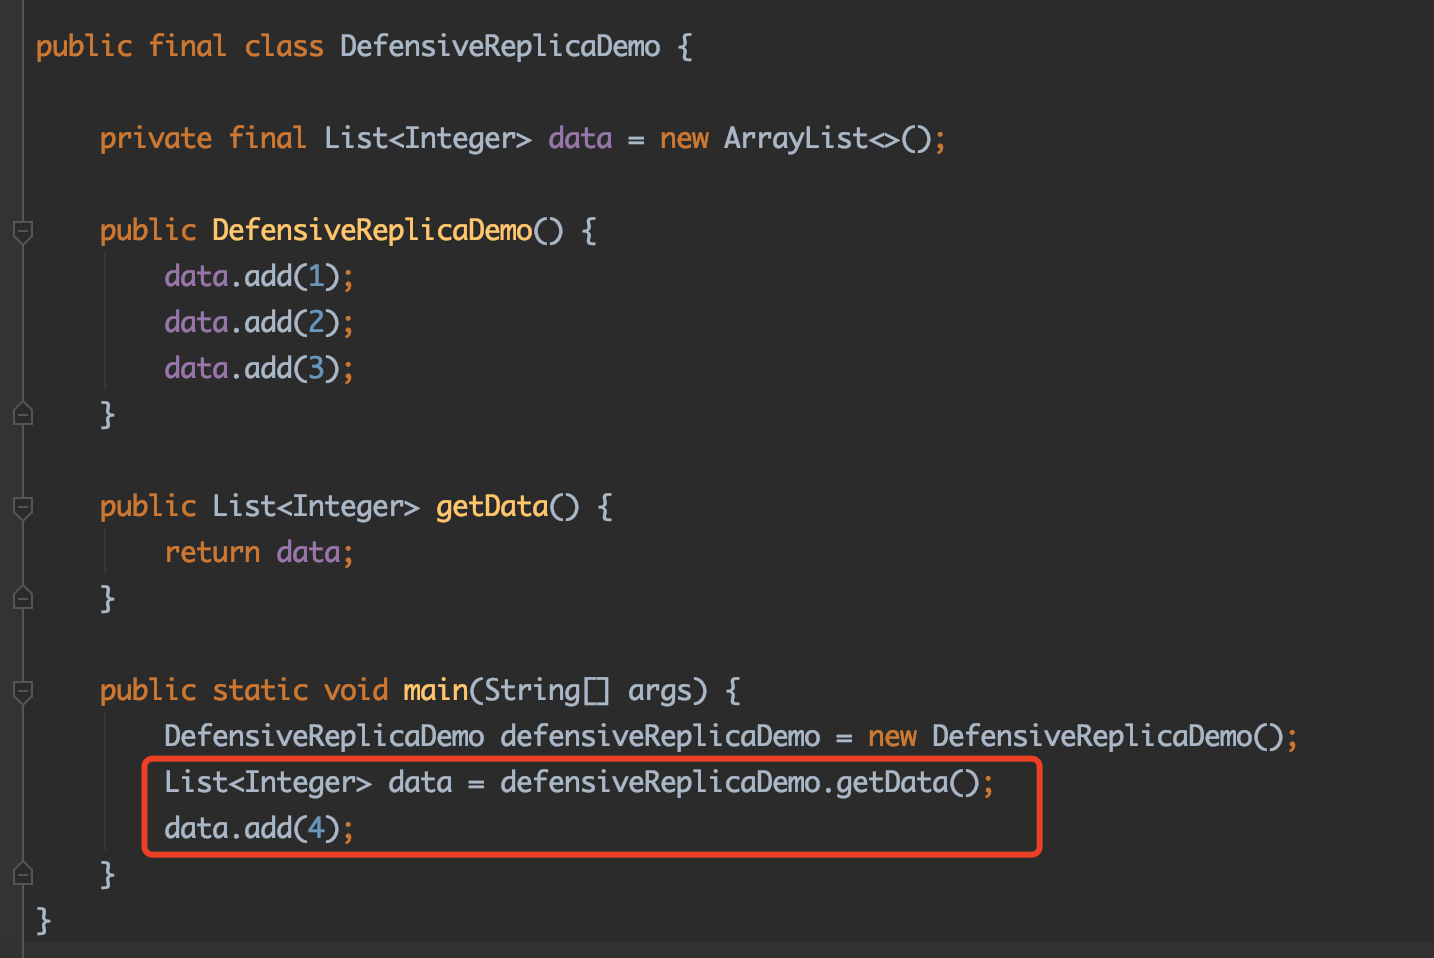 public final class DefensiveReplicaDemo {
private final List<Integer> data = new ArrayList<>();
public DefensiveReplicaDemo() {
data.add(1);
data.add(2);
data.add(3);
}
public List<Integer> getData() {
return data;
}
public static void main(String[] args) {
DefensiveReplicaDemo defensiveReplicaDemo = new DefensiveReplicaDemo();
List<Integer> data = defensiveReplicaDemo.getData();
data.add(4);
}
}